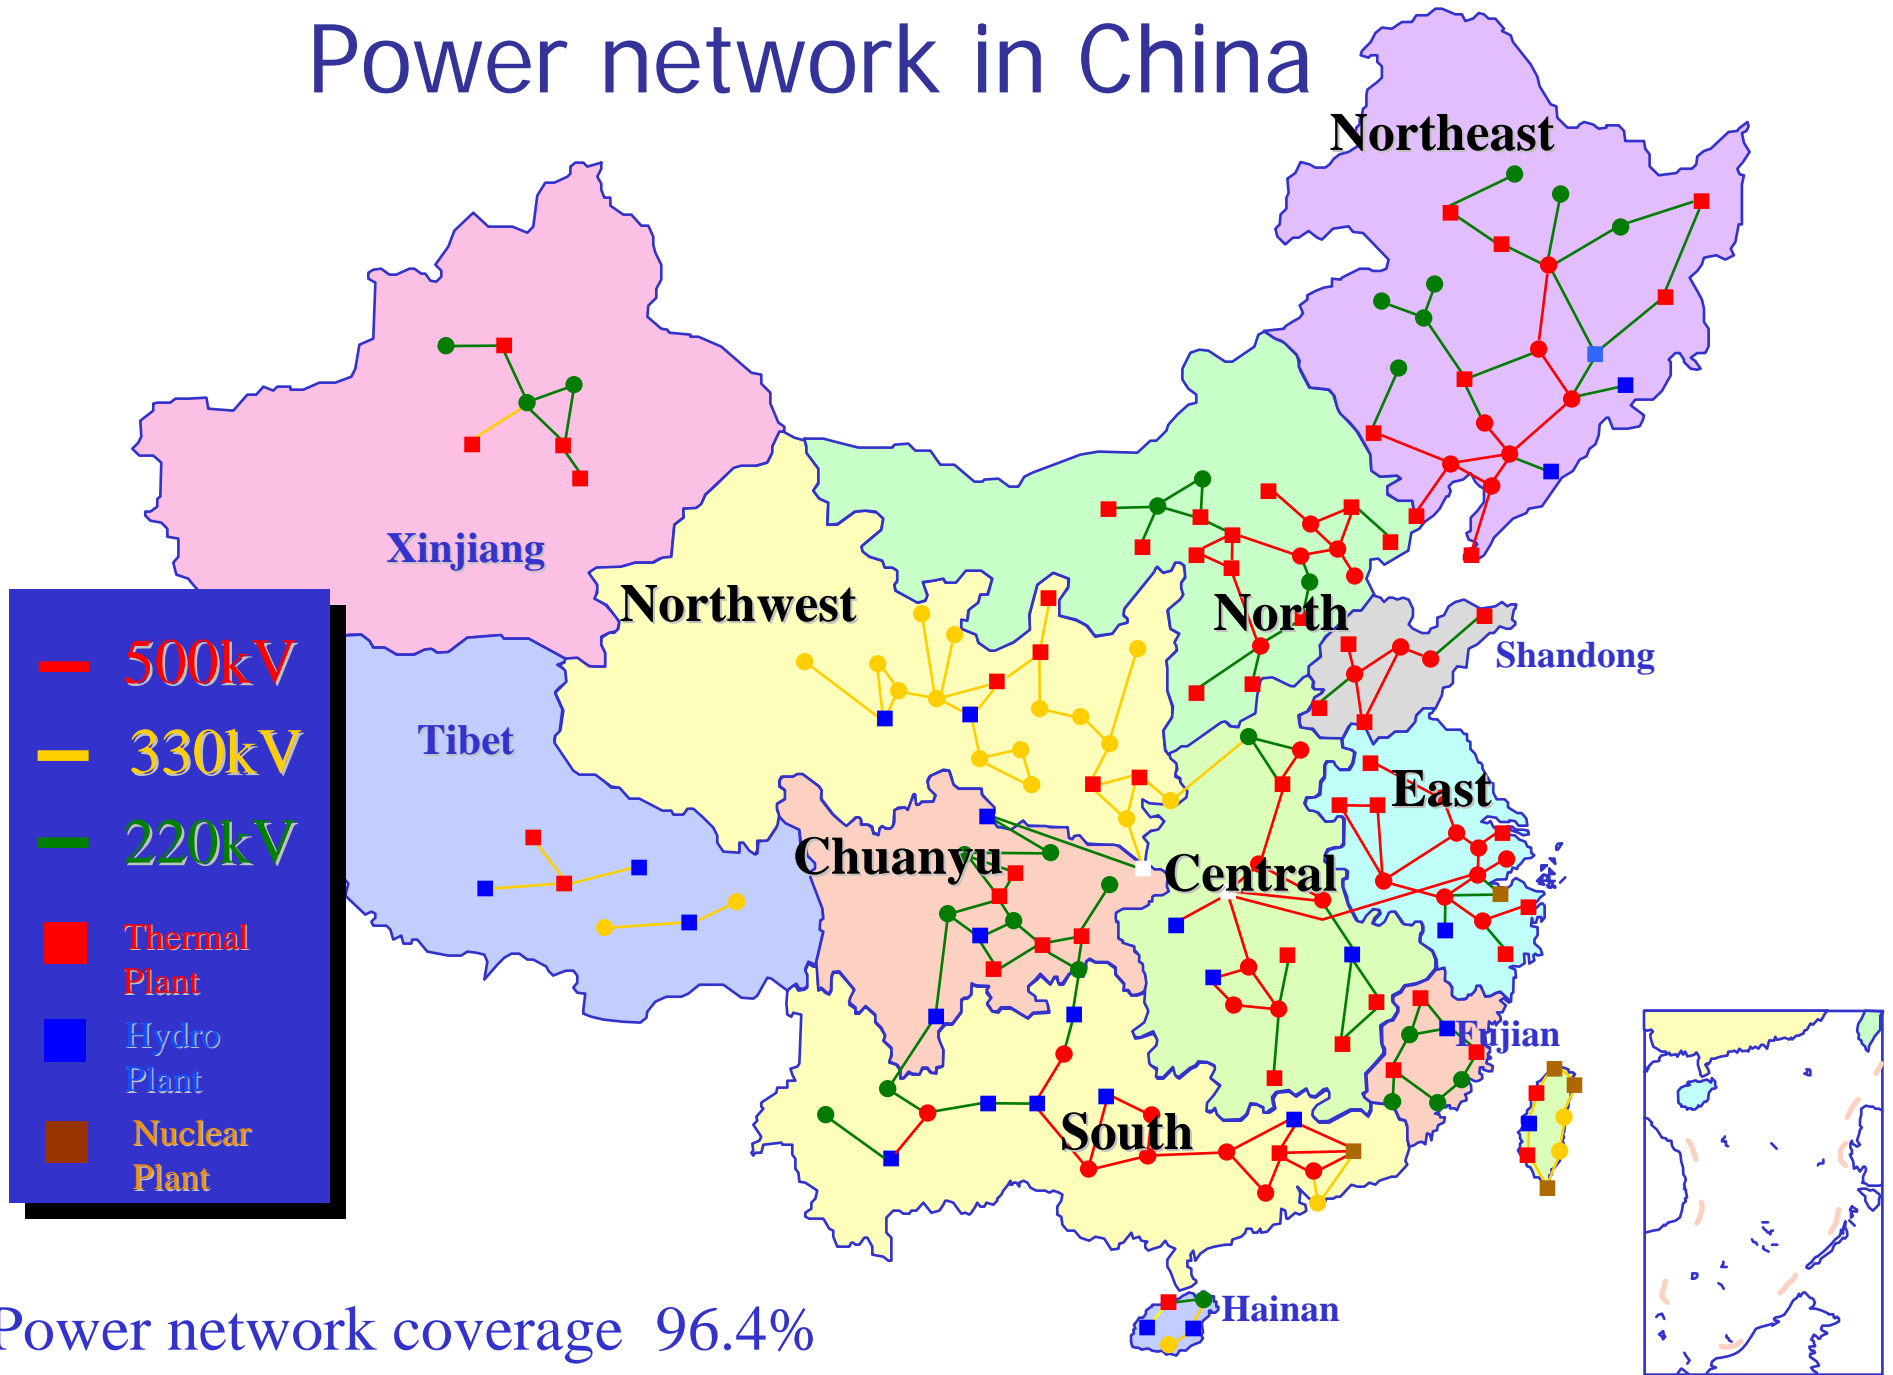 Power network in China
Northeast
Xinjiang
Northwest
North
Shandong
500kV
330kV
220kV
Tibet
East
Chuanyu
Central
Thermal
Plant
Hydro
Plant
Nuclear
Plant
Fujian
South
Hainan
Power network coverage 96.4%